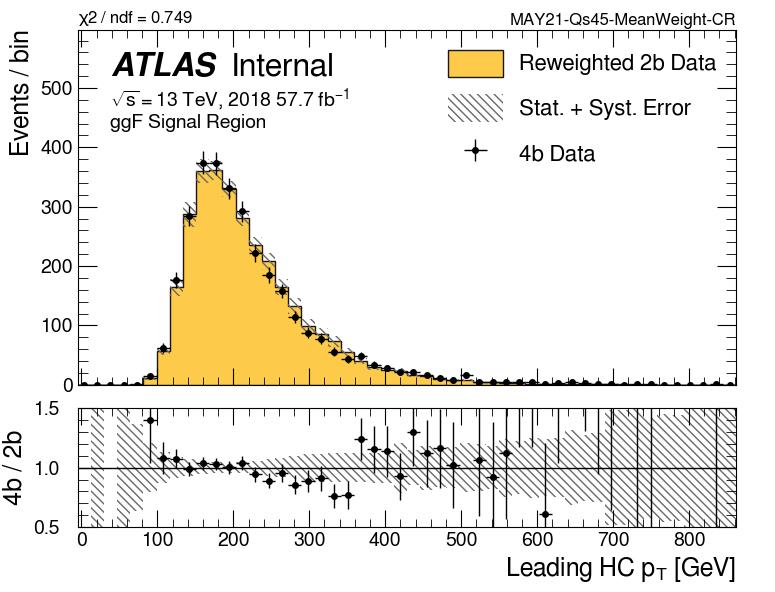 χ2 / ndf = 0.749
MAY21-Qs45-MeanWeight-CR
ATLAS Internal
√s = 13 TeV, 2018 57.7 fb⁻¹
ggF Signal Region
Reweighted 2b Data
Stat. + Syst. Error
4b Data
Events / bin
500
400
300
200
100
0
4b / 2b
1.5
1.0
0.5
0 100 200 300 400 500 600 700 800
Leading HC p_T [GeV]